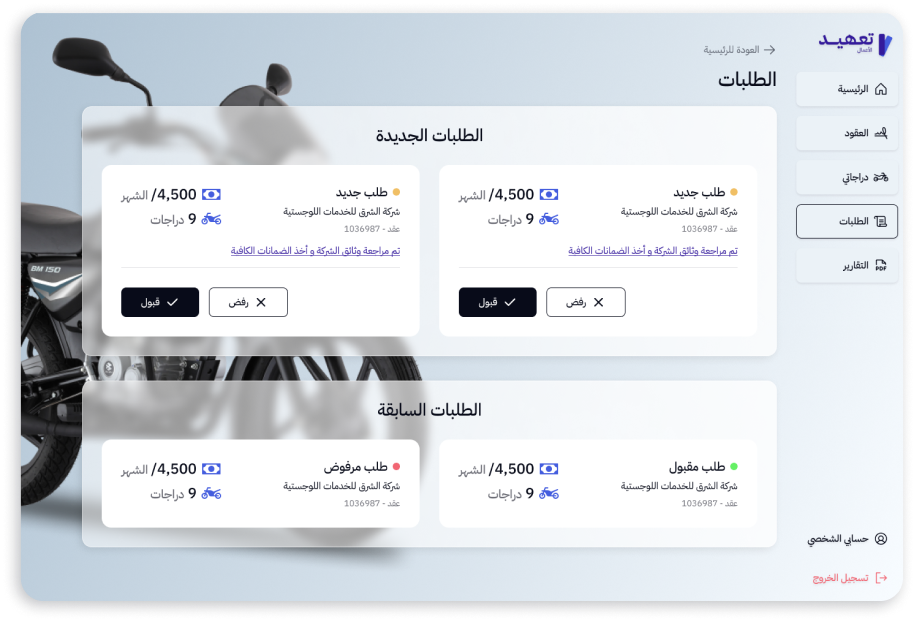 تعهيد
الأعمال
الرئيسية
العقود
دراجاتي
الطلبات
التقارير
PDF
حسابي الشخصي
تسجيل الخروج
العودة للرئيسية
الطلبات
الطلبات الجديدة
طلب جديد
4,500/ الشهر
شركة الشرق للخدمات اللوجستية
9 دراجات
عقد - 1036987
تم مراجعة وثائق الشركة و أخذ الضمانات الكافية
رفض
قبول
طلب جديد
4,500/ الشهر
شركة الشرق للخدمات اللوجستية
9 دراجات
عقد - 1036987
تم مراجعة وثائق الشركة و أخذ الضمانات الكافية
رفض
قبول
الطلبات السابقة
طلب مقبول
4,500/ الشهر
شركة الشرق للخدمات اللوجستية
9 دراجات
عقد - 1036987
طلب مرفوض
4,500/ الشهر
شركة الشرق للخدمات اللوجستية
9 دراجات
عقد - 1036987
BM 150